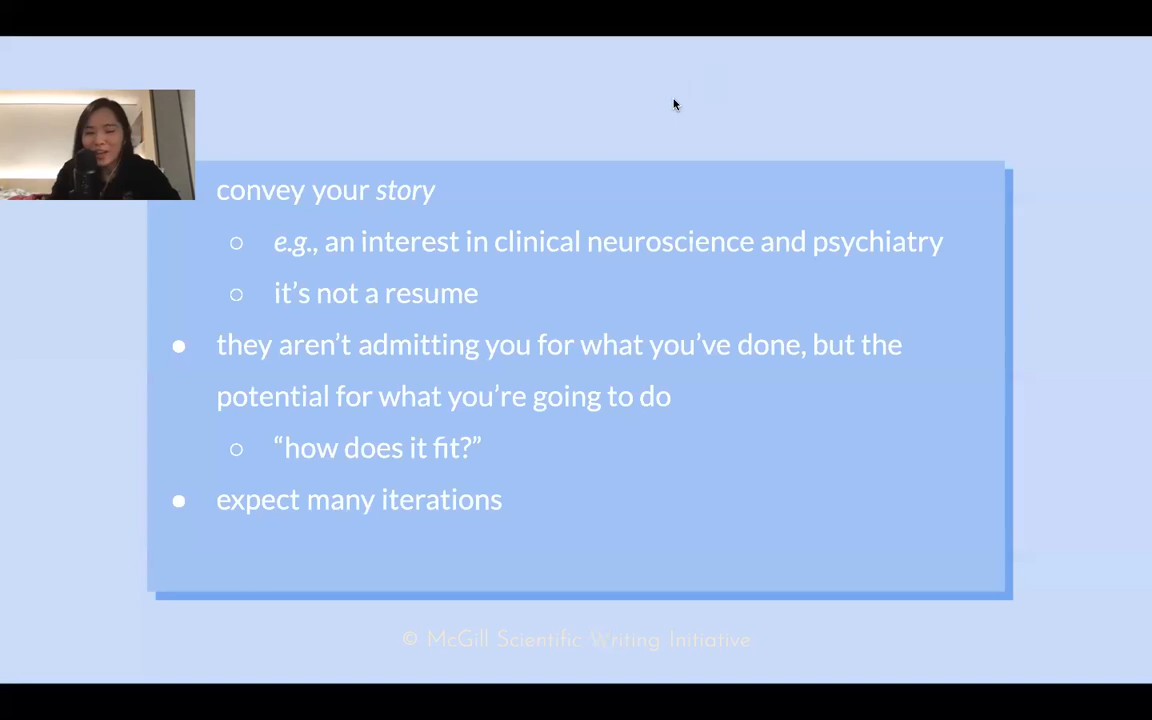 convey your story
○ e.g., an interest in clinical neuroscience and psychiatry
○ it’s not a resume
● they aren’t admitting you for what you’ve done, but the
potential for what you’re going to do
○ “how does it fit?”
● expect many iterations
© McGill Scientific Writing Initiative